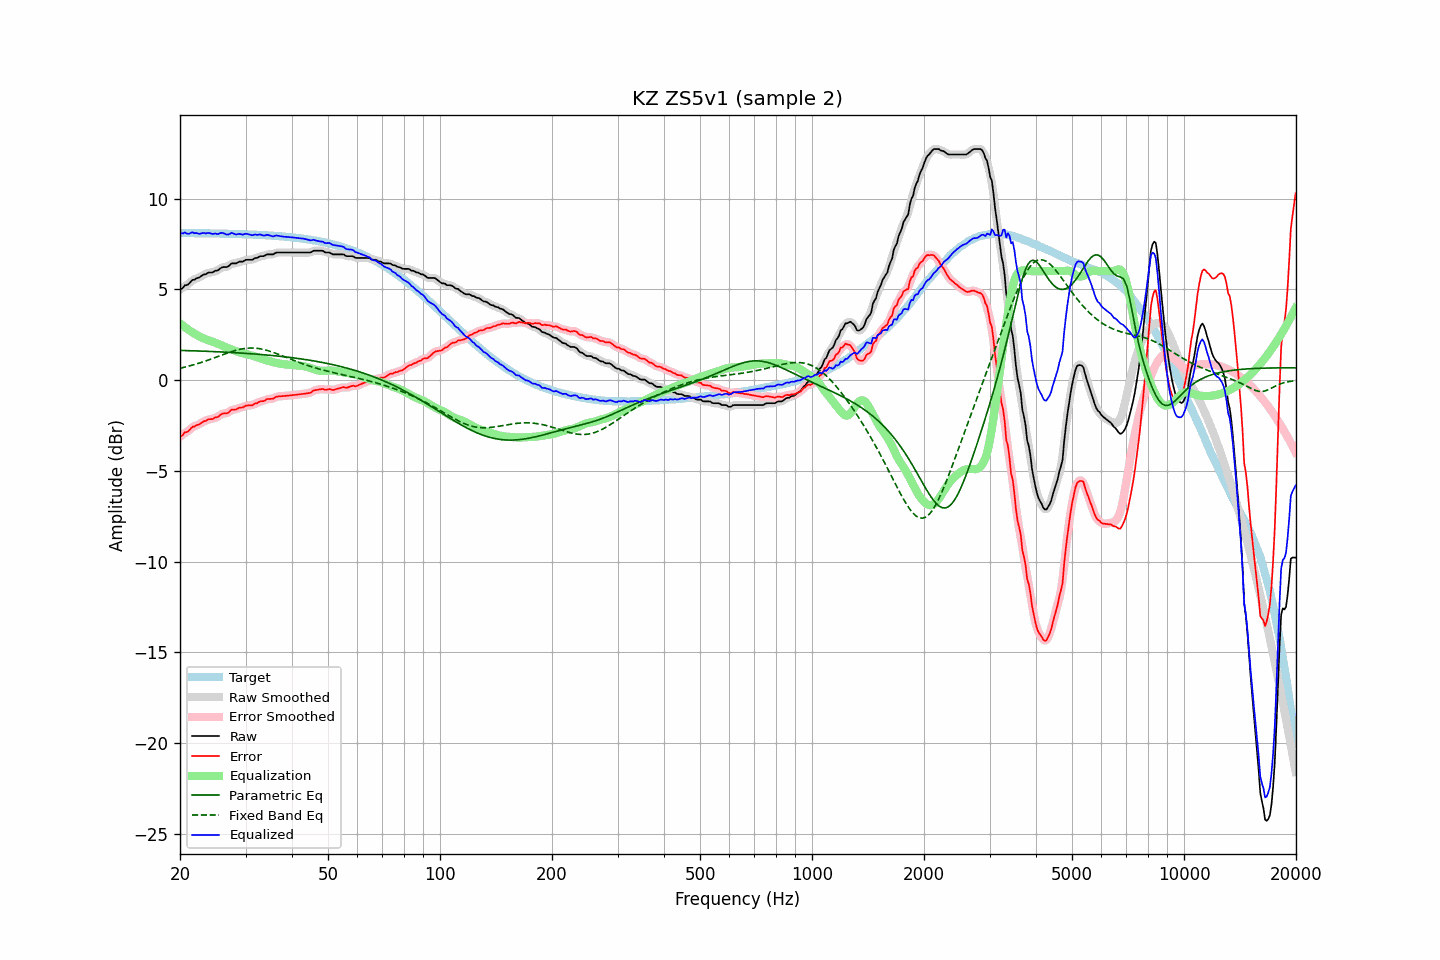 KZ ZS5v1 (sample 2)
10
5
0
−5
−10
−15
−20
−25
Amplitude (dBr)
Target
Raw Smoothed
Error Smoothed
Raw
Error
Equalization
Parametric Eq
Fixed Band Eq
Equalized
20 50 100 200 500 1000 2000 5000 10000 20000
Frequency (Hz)